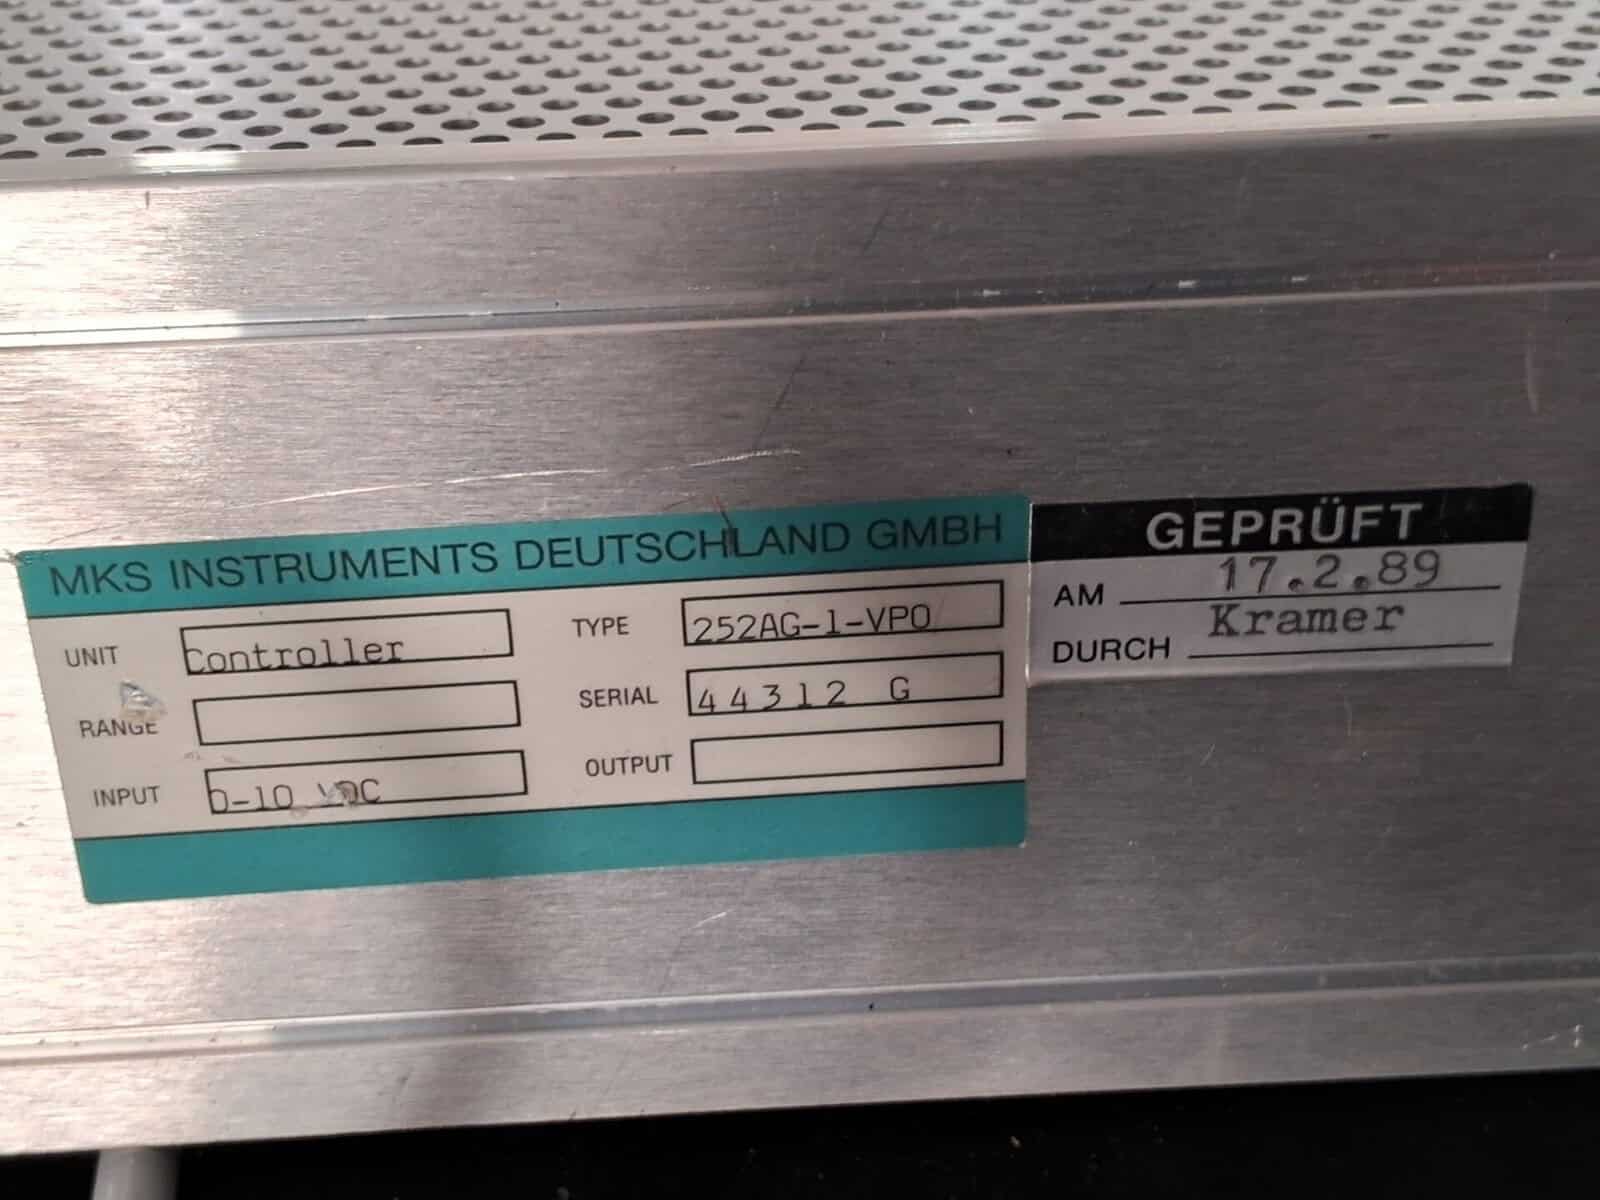 MKS INSTRUMENTS DEUTSCHLAND GMBH
UNIT Controller TYPE 252AG-1-VPO
RANGE SERIAL 44312 G
INPUT 0-10 VDC OUTPUT
GEPRÜFT
AM 17.2.89
DURCH Kramer